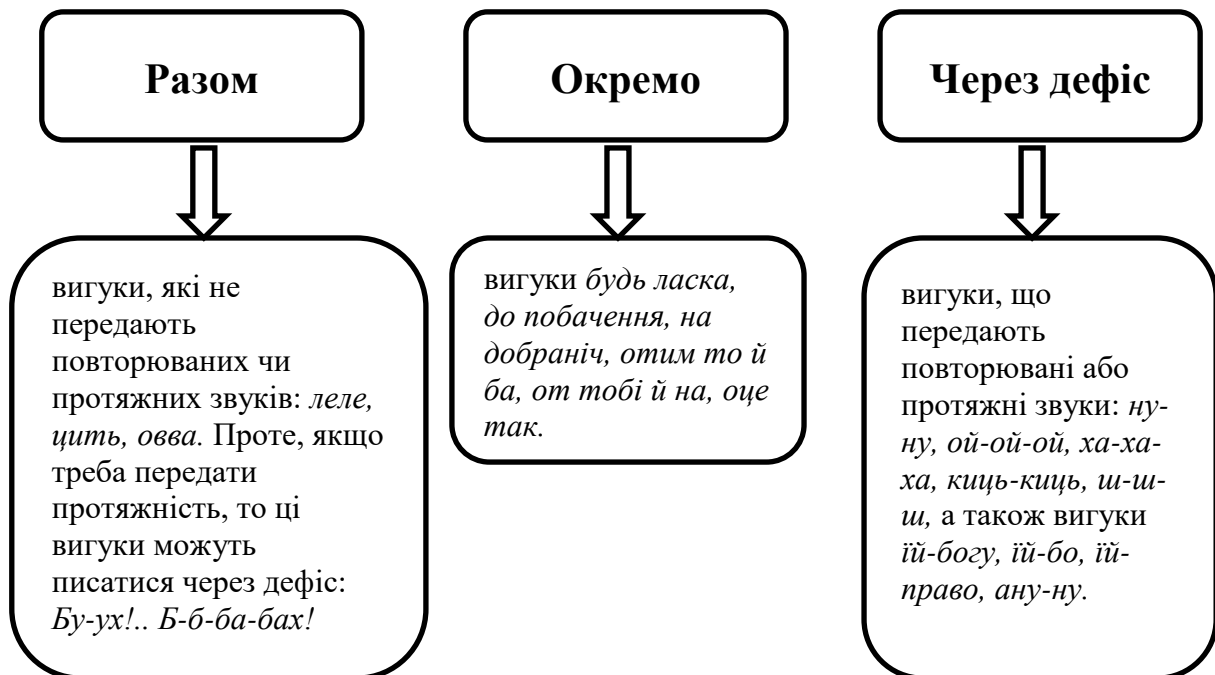 Разом
вигуки, які не
передають
повторюваних чи
протяжних звуків: леле,
цить, овва. Проте, якщо
треба передати
протяжність, то ці
вигуки можуть
писатися через дефіс:
Бу-ух!.. Б-б-ба-бах!
Окремо
вигуки будь ласка,
до побачення, на
добраніч, отим то й
ба, от тобі й на, оце
так.
Через дефіс
вигуки, що
передають
повторювані або
протяжні звуки: ну-
ну, ой-ой-ой, ха-ха-
ха, киць-киць, ш-ш-
ш, а також вигуки
їй-богу, їй-бо, їй-
право, ану-ну.